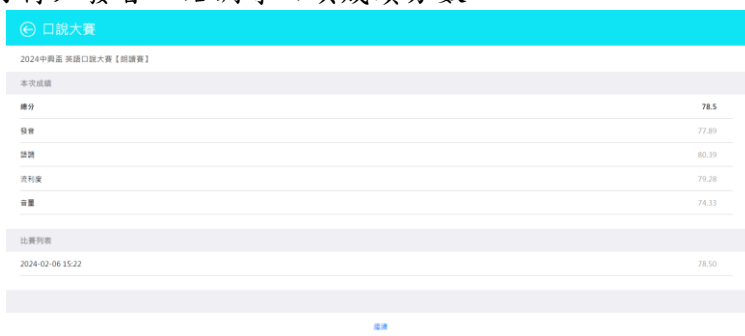 口說大賽
2024中興盃 英語口說大賽【朗讀賽】
本次成績
總分 78.5
發音 77.89
語調 80.39
流利度 79.28
音量 74.33
比賽列表
2024-02-06 15:22 78.50